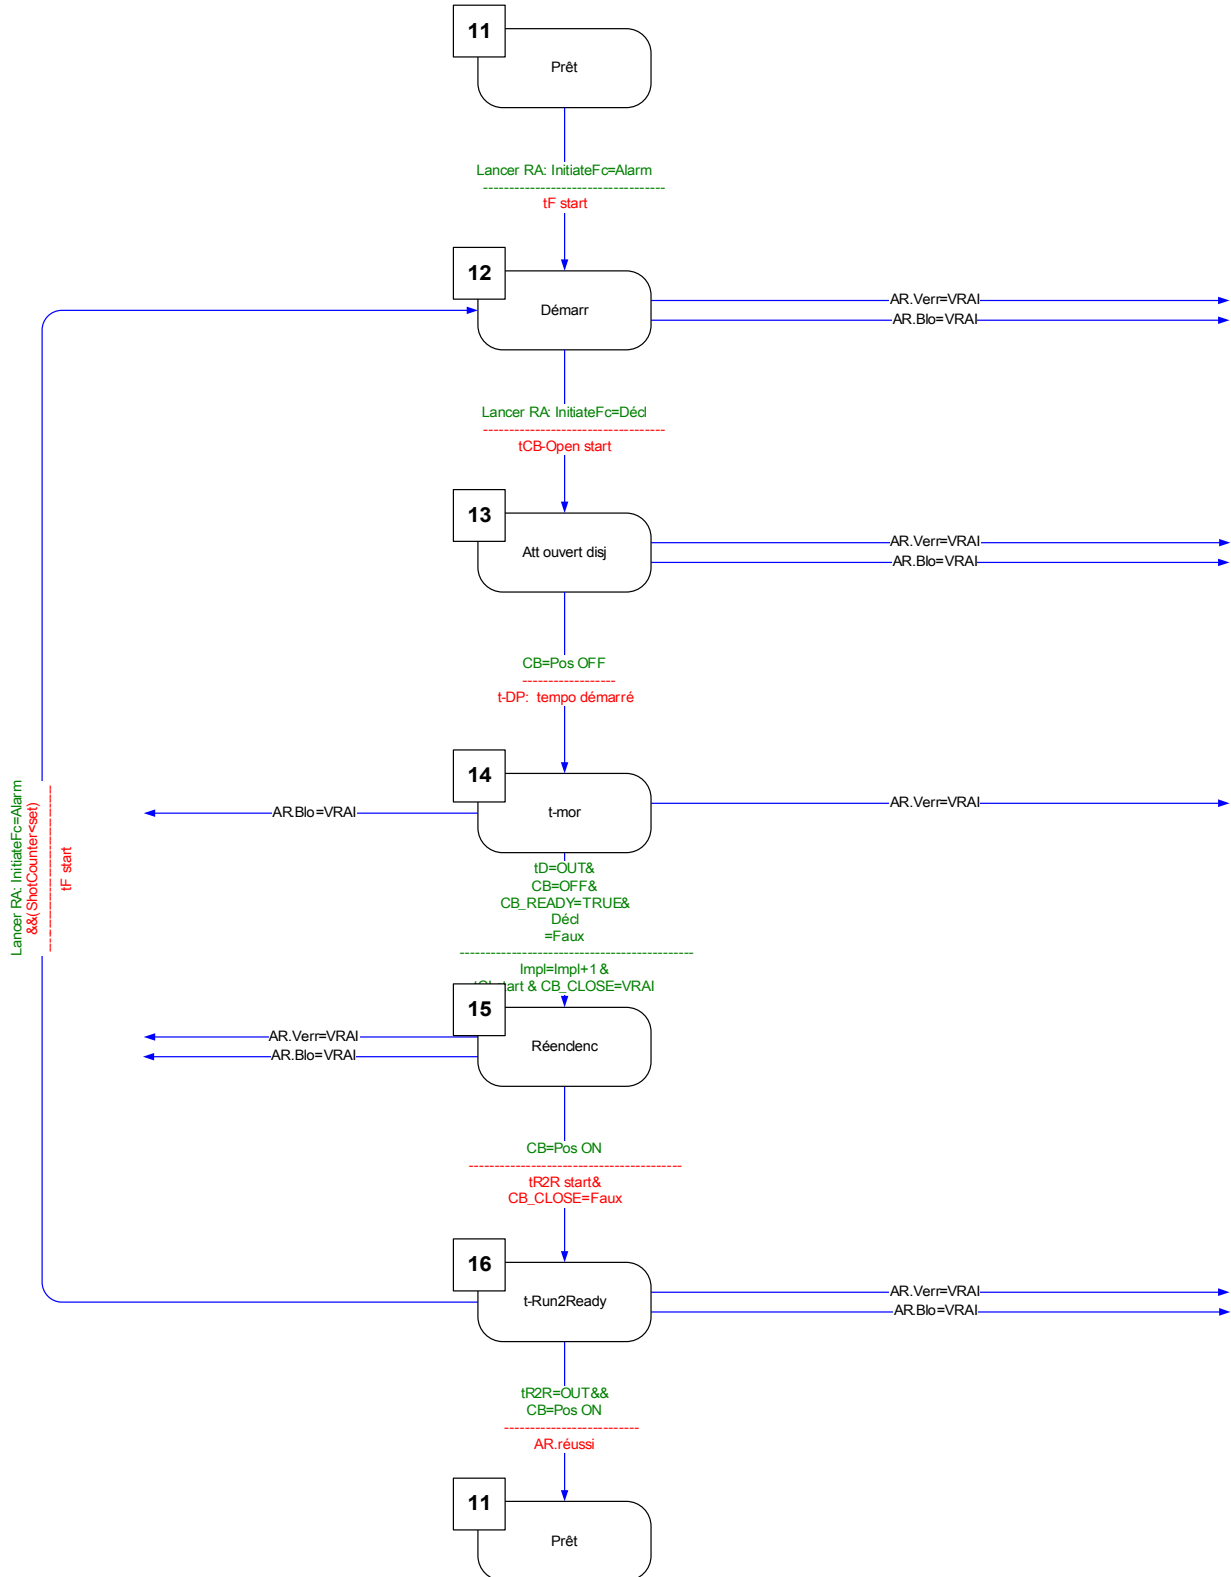 11
Prêt
Lancer RA: InitiateFc=Alarm
tF start
12
Démarr
AR.Verr=VRAI
AR.Blo=VRAI
Lancer RA: InitiateFc=Décl
tCB-Open start
13
Att ouvert disj
AR.Verr=VRAI
AR.Blo=VRAI
CB=Pos OFF
t-DP: tempo démarré
14
t-mor
AR.Blo=VRAI
AR.Verr=VRAI
Lancer RA: InitiateFc=Alarm
&&(ShotCounter<set)
tF start
tD=OUT&
CB=OFF&
CB_READY=TRUE&
Décl
=Faux
Impl=Impl+1 &
start & CB_CLOSE=VRAI
15
Réenclenc
AR.Verr=VRAI
AR.Blo=VRAI
CB=Pos ON
tR2R start&
CB_CLOSE=Faux
16
t-Run2Ready
AR.Verr=VRAI
AR.Blo=VRAI
tR2R=OUT&&
CB=Pos ON
AR.réussi
11
Prêt